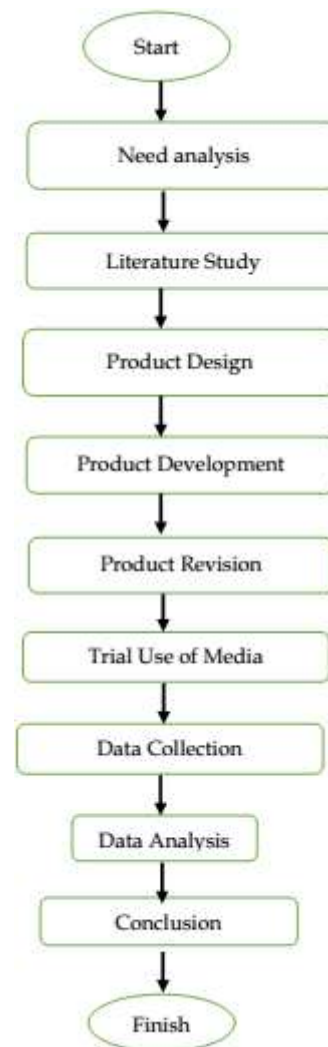 Start
Need analysis
Literature Study
Product Design
Product Development
Product Revision
Trial Use of Media
Data Collection
Data Analysis
Conclusion
Finish